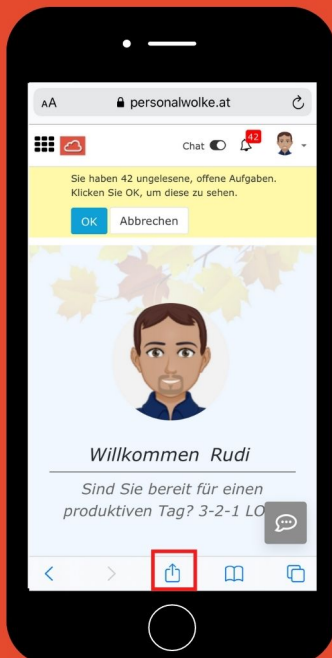 AA personalwolke.at
Chat 42
Sie haben 42 ungelesene, offene Aufgaben.
Klicken Sie OK, um diese zu sehen.
OK Abbrechen
Willkommen Rudi
Sind Sie bereit für einen
produktiven Tag? 3-2-1 LO